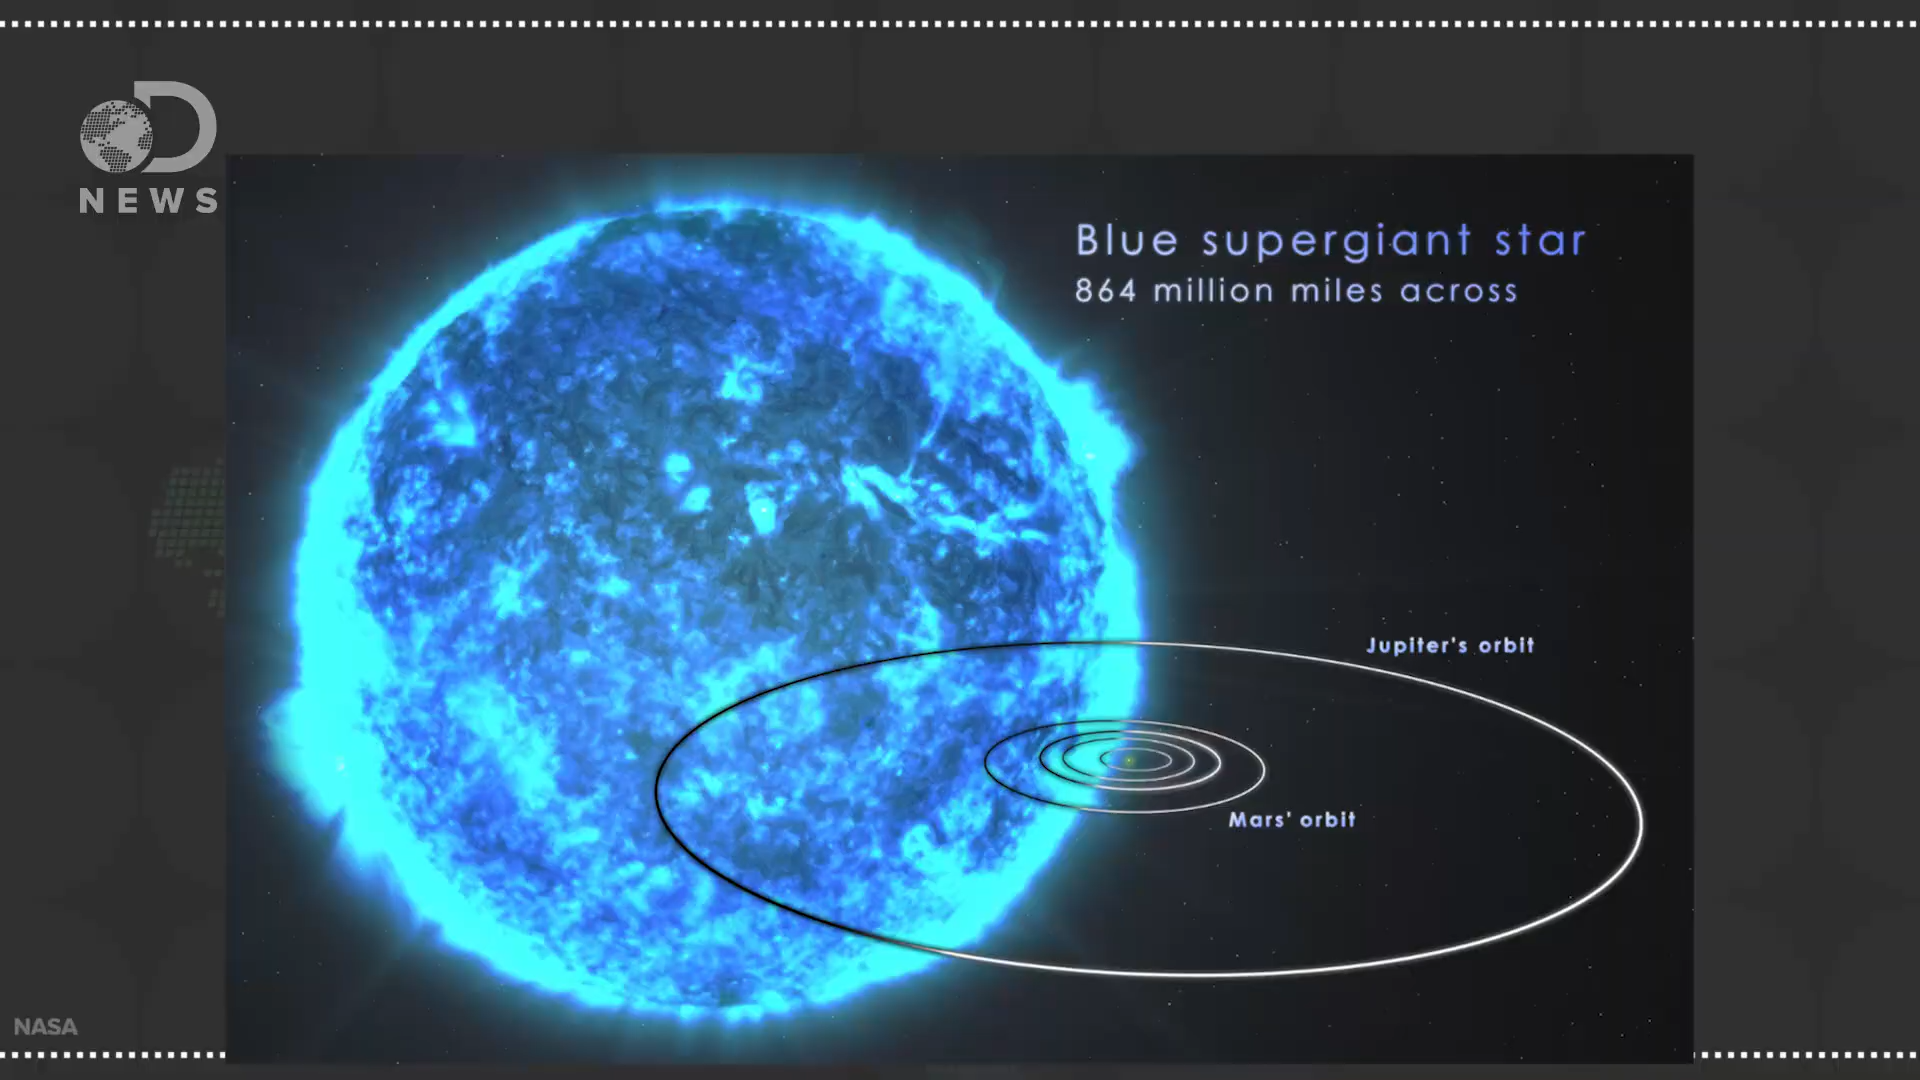 NEWS
Blue supergiant star
864 million miles across
Jupiter's orbit
Mars' orbit
NASA